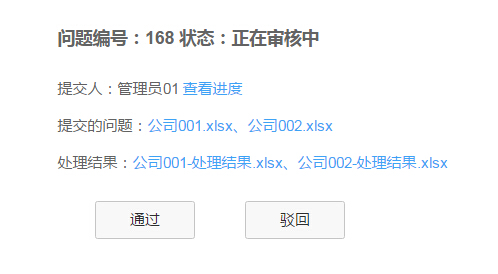 问题编号：168 状态：正在审核中
提交人：管理员01 查看进度
提交的问题：公司001.xlsx、公司002.xlsx
处理结果：公司001-处理结果.xlsx、公司002-处理结果.xlsx
通过 驳回